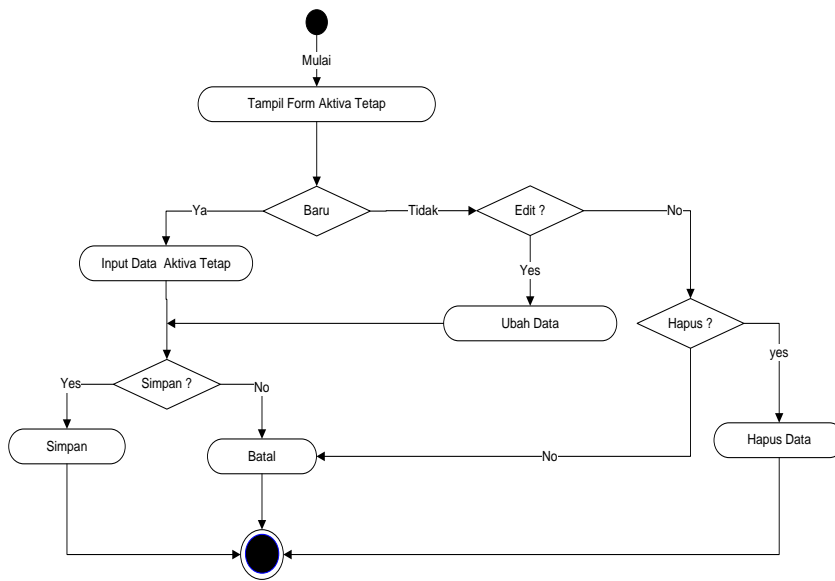 Mulai
Tampil Form Aktiva Tetap
Baru
Ya
Tidak
Edit ?
No
Input Data Aktiva Tetap
Yes
Ubah Data
Hapus ?
yes
Simpan ?
Yes
No
Simpan
Batal
No
Hapus Data